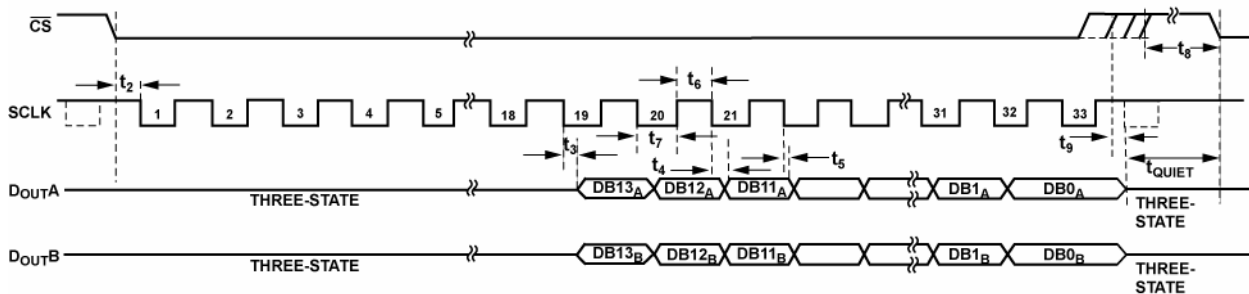 CS
t8
t2
t6
SCLK
1 2 3 4 5 18 19 20 21 31 32 33
t3
t7
t9
t4
t5
tQUIET
DOUTA
THREE-STATE
DB13A DB12A DB11A DB1A DB0A
THREE-
STATE
DOUTB
THREE-STATE
DB13B DB12B DB11B DB1B DB0B
THREE-
STATE